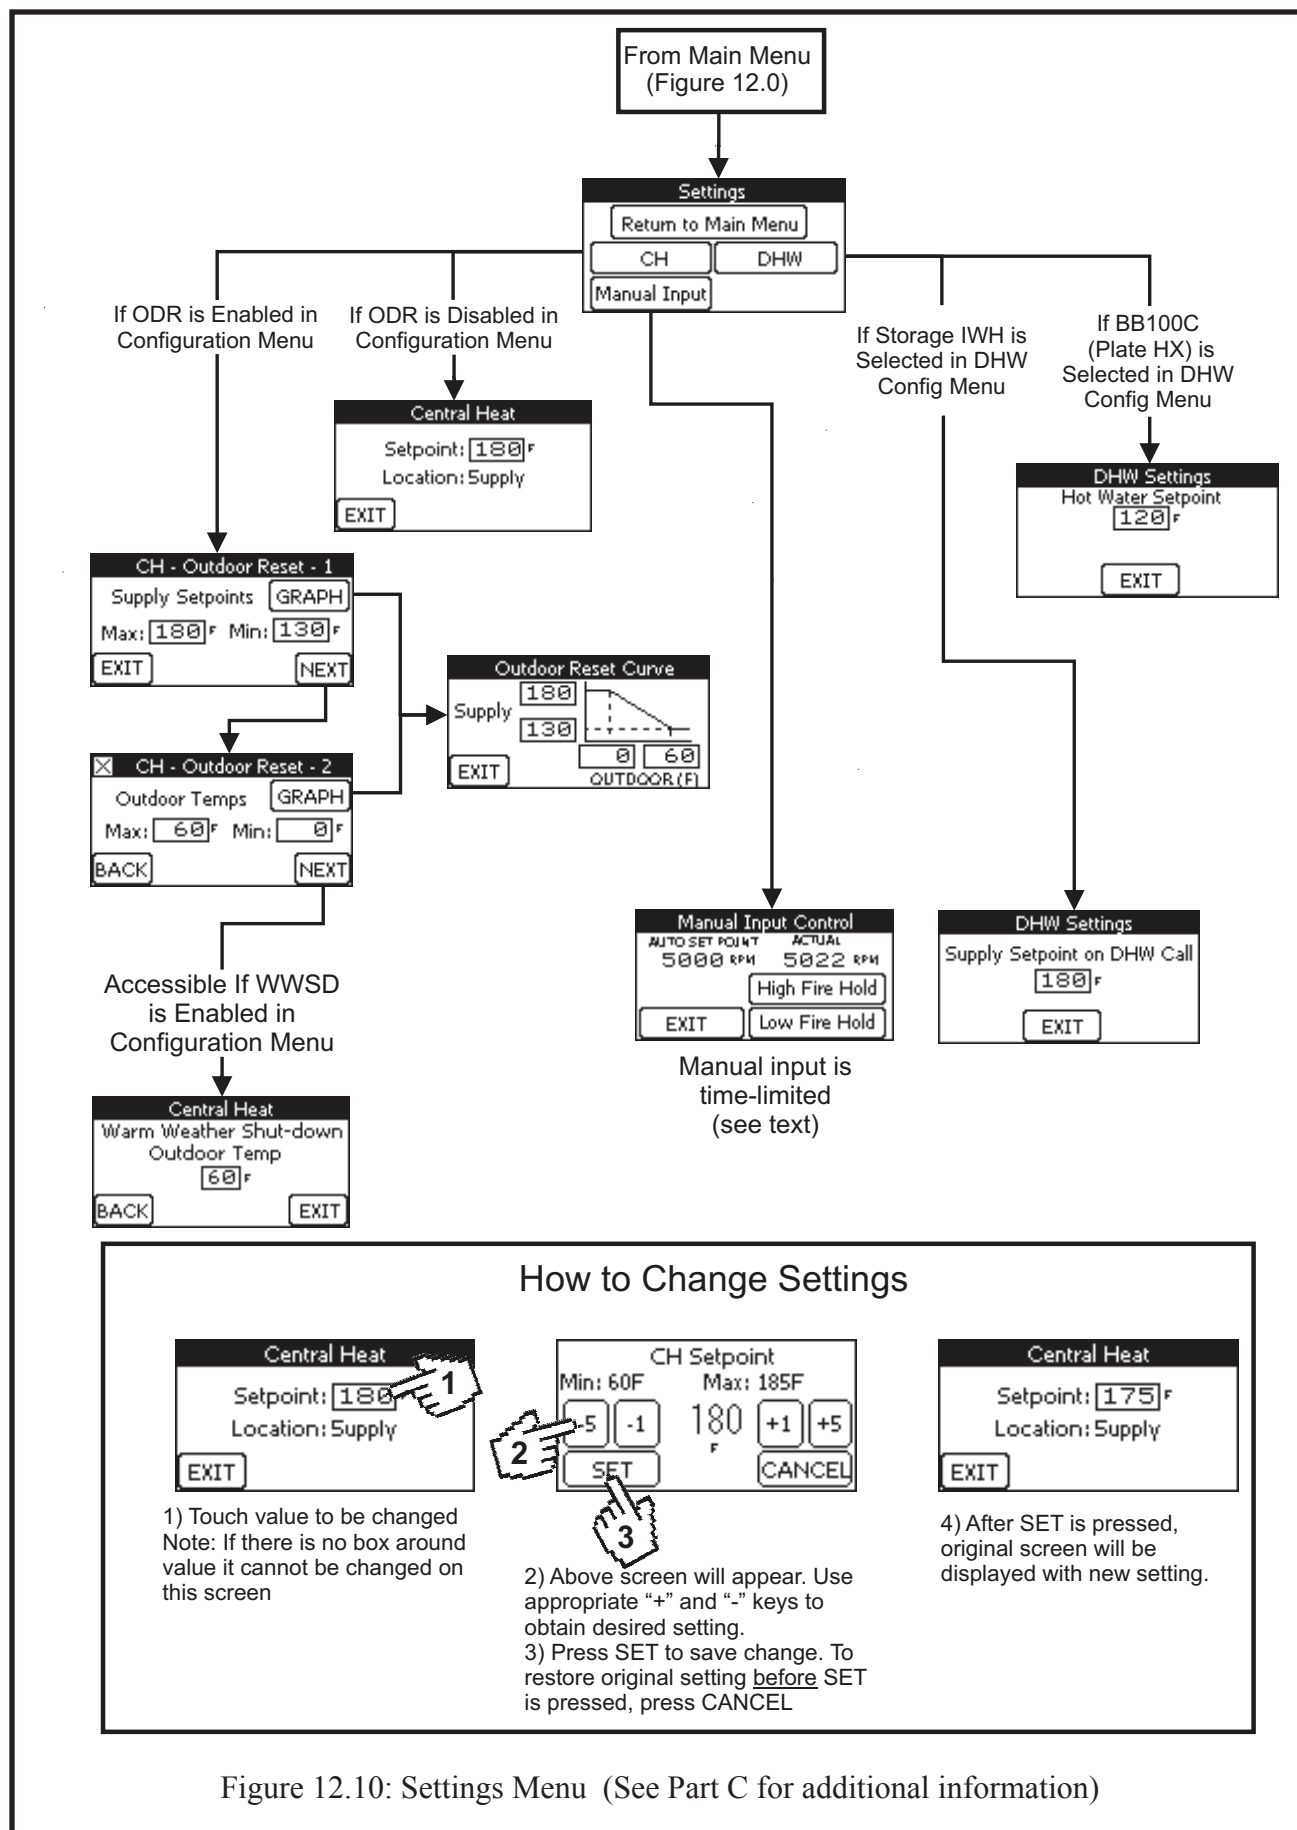 From Main Menu
(Figure 12.0)
Settings
Return to Main Menu
CH
DHW
Manual Input
If ODR is Enabled in
Configuration Menu
If ODR is Disabled in
Configuration Menu
If Storage IWH is
Selected in DHW
Config Menu
If BB100C
(Plate HX) is
Selected in DHW
Config Menu
Central Heat
Setpoint: 180 F
Location: Supply
EXIT
DHW Settings
Hot Water Setpoint
120 F
EXIT
CH - Outdoor Reset - 1
Supply Setpoints GRAPH
Max: 180 F Min: 130 F
EXIT NEXT
Outdoor Reset Curve
180
Supply
130
0 60
EXIT
OUTDOOR (F)
CH - Outdoor Reset - 2
Outdoor Temps GRAPH
Max: 60 F Min: 0 F
BACK NEXT
Manual Input Control
AUTO SET POINT ACTUAL
5000 RPM 5022 RPM
High Fire Hold
EXIT Low Fire Hold
Manual input is
time-limited
(see text)
DHW Settings
Supply Setpoint on DHW Call
180 F
EXIT
Accessible If WWSD
is Enabled in
Configuration Menu
Central Heat
Warm Weather Shut-down
Outdoor Temp
60 F
BACK EXIT
How to Change Settings
Central Heat
Setpoint: 180
Location: Supply
EXIT
1
1) Touch value to be changed
Note: If there is no box around
value it cannot be changed on
this screen
CH Setpoint
Min: 60F Max: 185F
-5 -1 180 F +1 +5
SET CANCEL
2
3
2) Above screen will appear. Use
appropriate “+” and “-” keys to
obtain desired setting.
3) Press SET to save change. To
restore original setting before SET
is pressed, press CANCEL
Central Heat
Setpoint: 175 F
Location: Supply
EXIT
4) After SET is pressed,
original screen will be
displayed with new setting.
Figure 12.10: Settings Menu (See Part C for additional information)